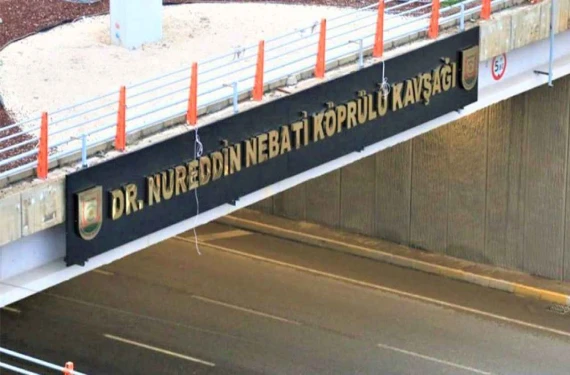 DR. NUREDDİN NEBATİ KÖPRÜLÜ KAVŞAĞI